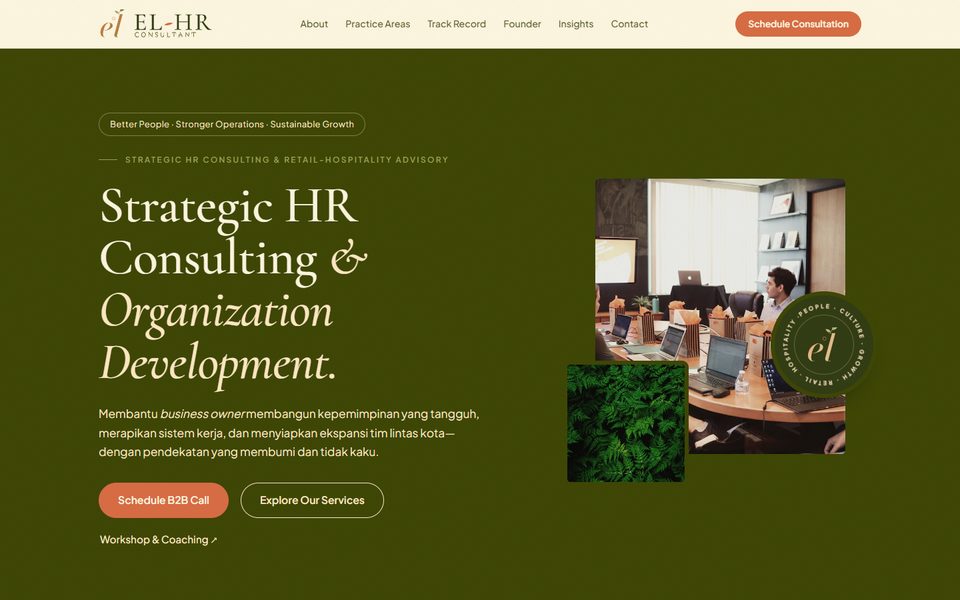 el EL-HR
CONSULTANT
About
Practice Areas
Track Record
Founder
Insights
Contact
Schedule Consultation
Better People · Stronger Operations · Sustainable Growth
STRATEGIC HR CONSULTING & RETAIL-HOSPITALITY ADVISORY
Strategic HR
Consulting &
Organization
Development.
Membantu business owner membangun kepemimpinan yang tangguh,
merapikan sistem kerja, dan menyiapkan ekspansi tim lintas kota—
dengan pendekatan yang membumi dan tidak kaku.
Schedule B2B Call
Explore Our Services
Workshop & Coaching ↗
PEOPLE · CULTURE · GROWTH · RETAIL · HOSPITALITY ·
el